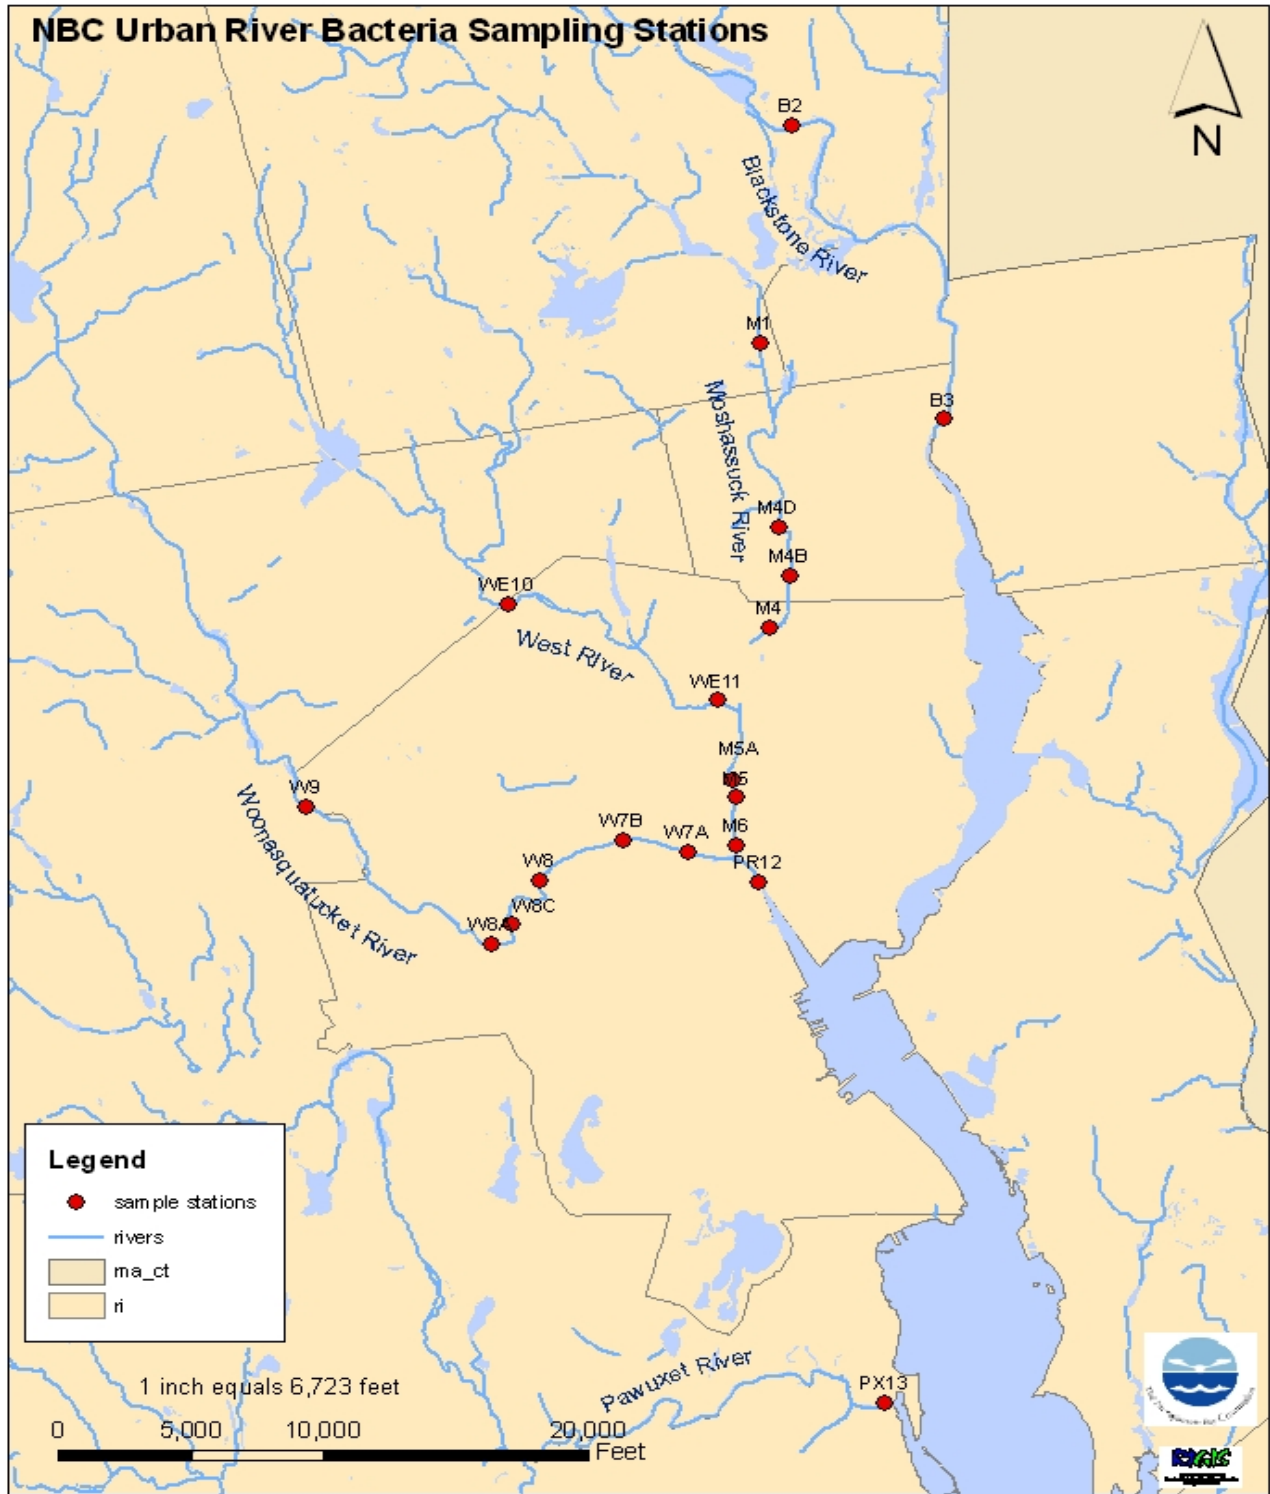 NBC Urban River Bacteria Sampling Stations
N
B2
Blackstone River
M1
B3
Moshassuck River
M4D
M4B
WE10
M4
West River
WE11
M5A
M5
W9
W7B
W7A
M6
PR12
W8
W8C
W8A
Woonasquatucket River
Legend
sample stations
rivers
ma_ct
ri
Pawuxet River
PX13
1 inch equals 6,723 feet
0 5,000 10,000 20,000
Feet
RIGIS